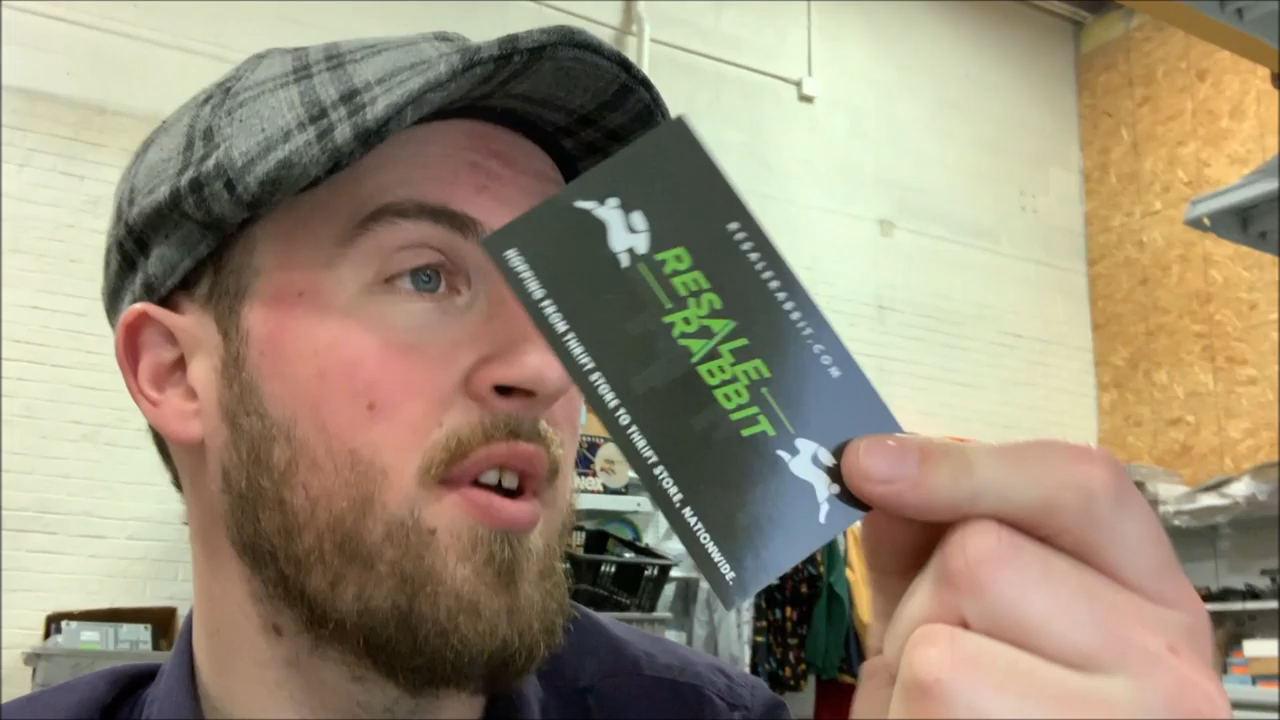 RESALERABBIT.COM
RESALE
RABBIT
HOPPING FROM THRIFT STORE TO THRIFT STORE, NATIONWIDE.